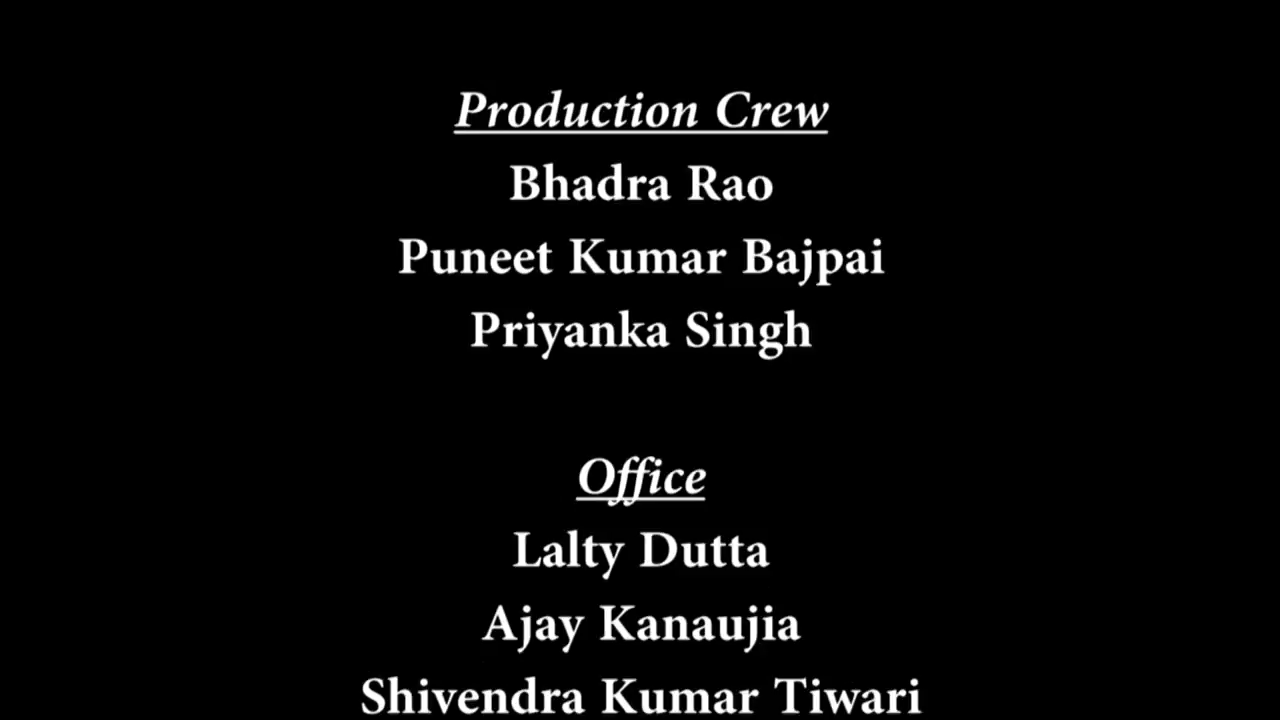 Production Crew
Bhadra Rao
Puneet Kumar Bajpai
Priyanka Singh
Office
Lalty Dutta
Ajay Kanaujia
Shivendra Kumar Tiwari